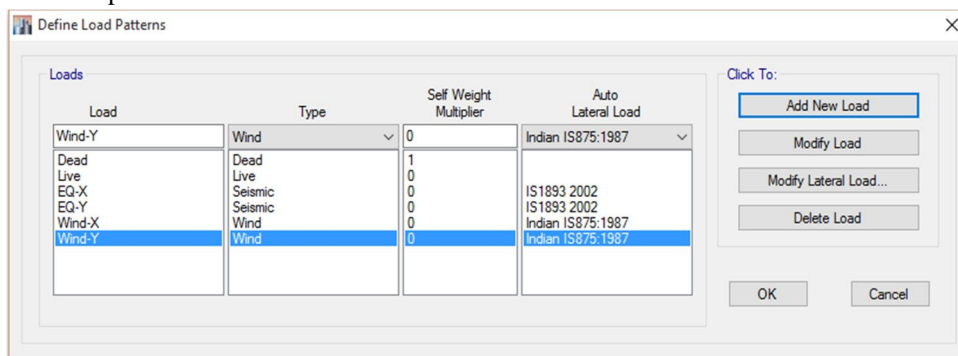 Define Load Patterns
Loads
Click To:
Load Type Self Weight Multiplier Auto Lateral Load
Wind-Y Wind 0 Indian IS875:1987
Dead Dead 1
Live Live 0
EQ-X Seismic 0 IS1893 2002
EQ-Y Seismic 0 IS1893 2002
Wind-X Wind 0 Indian IS875:1987
Wind-Y Wind 0 Indian IS875:1987
Add New Load
Modify Load
Modify Lateral Load...
Delete Load
OK Cancel